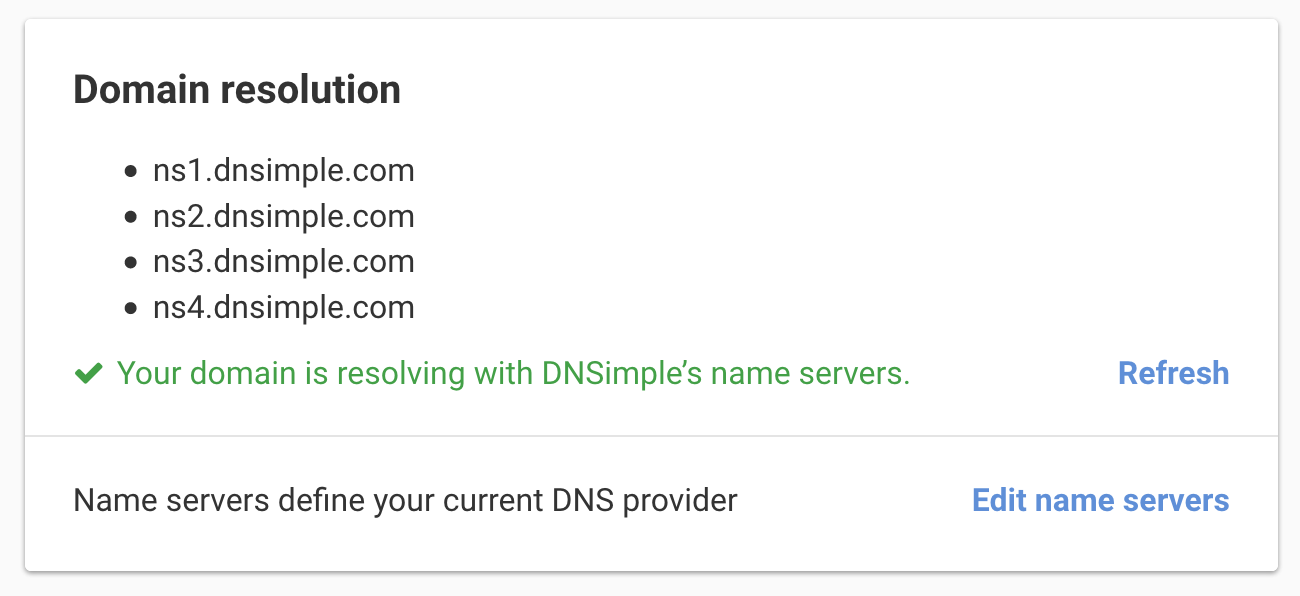 Domain resolution
ns1.dnsimple.com
ns2.dnsimple.com
ns3.dnsimple.com
ns4.dnsimple.com
Your domain is resolving with DNSimple’s name servers. Refresh
Name servers define your current DNS provider Edit name servers